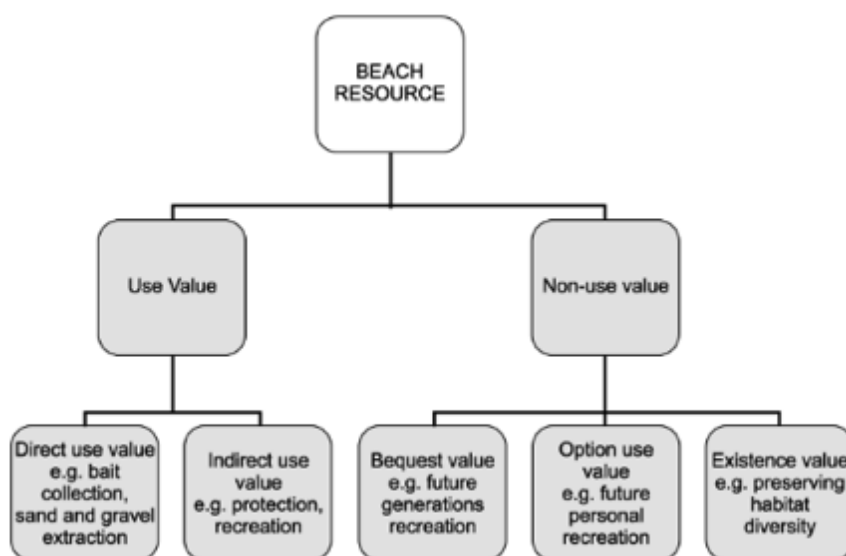 BEACH
RESOURCE
Use Value
Non-use value
Direct use value
e.g. bait
collection,
sand and gravel
extraction
Indirect use
value
e.g. protection,
recreation
Bequest value
e.g. future
generations
recreation
Option use
value
e.g. future
personal
recreation
Existence value
e.g. preserving
habitat
diversity